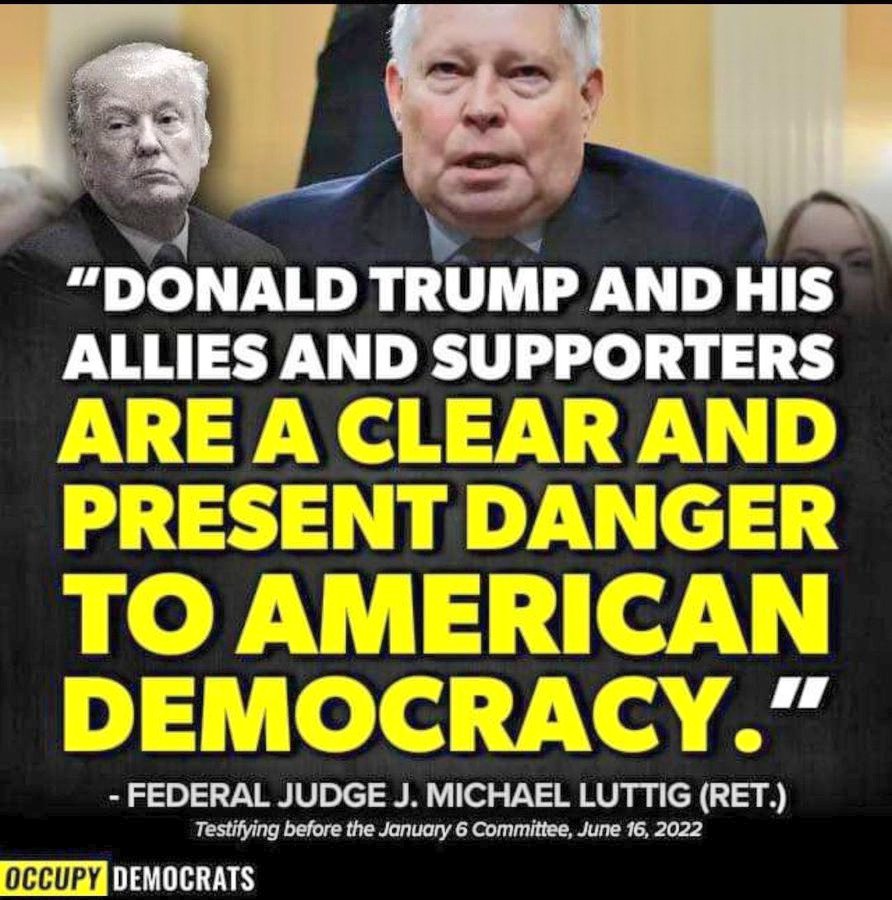 “DONALD TRUMP AND HIS
ALLIES AND SUPPORTERS
ARE A CLEAR AND
PRESENT DANGER
TO AMERICAN
DEMOCRACY."
- FEDERAL JUDGE J. MICHAEL LUTTIG (RET.)
Testifying before the January 6 Committee, June 16, 2022
OCCUPY DEMOCRATS